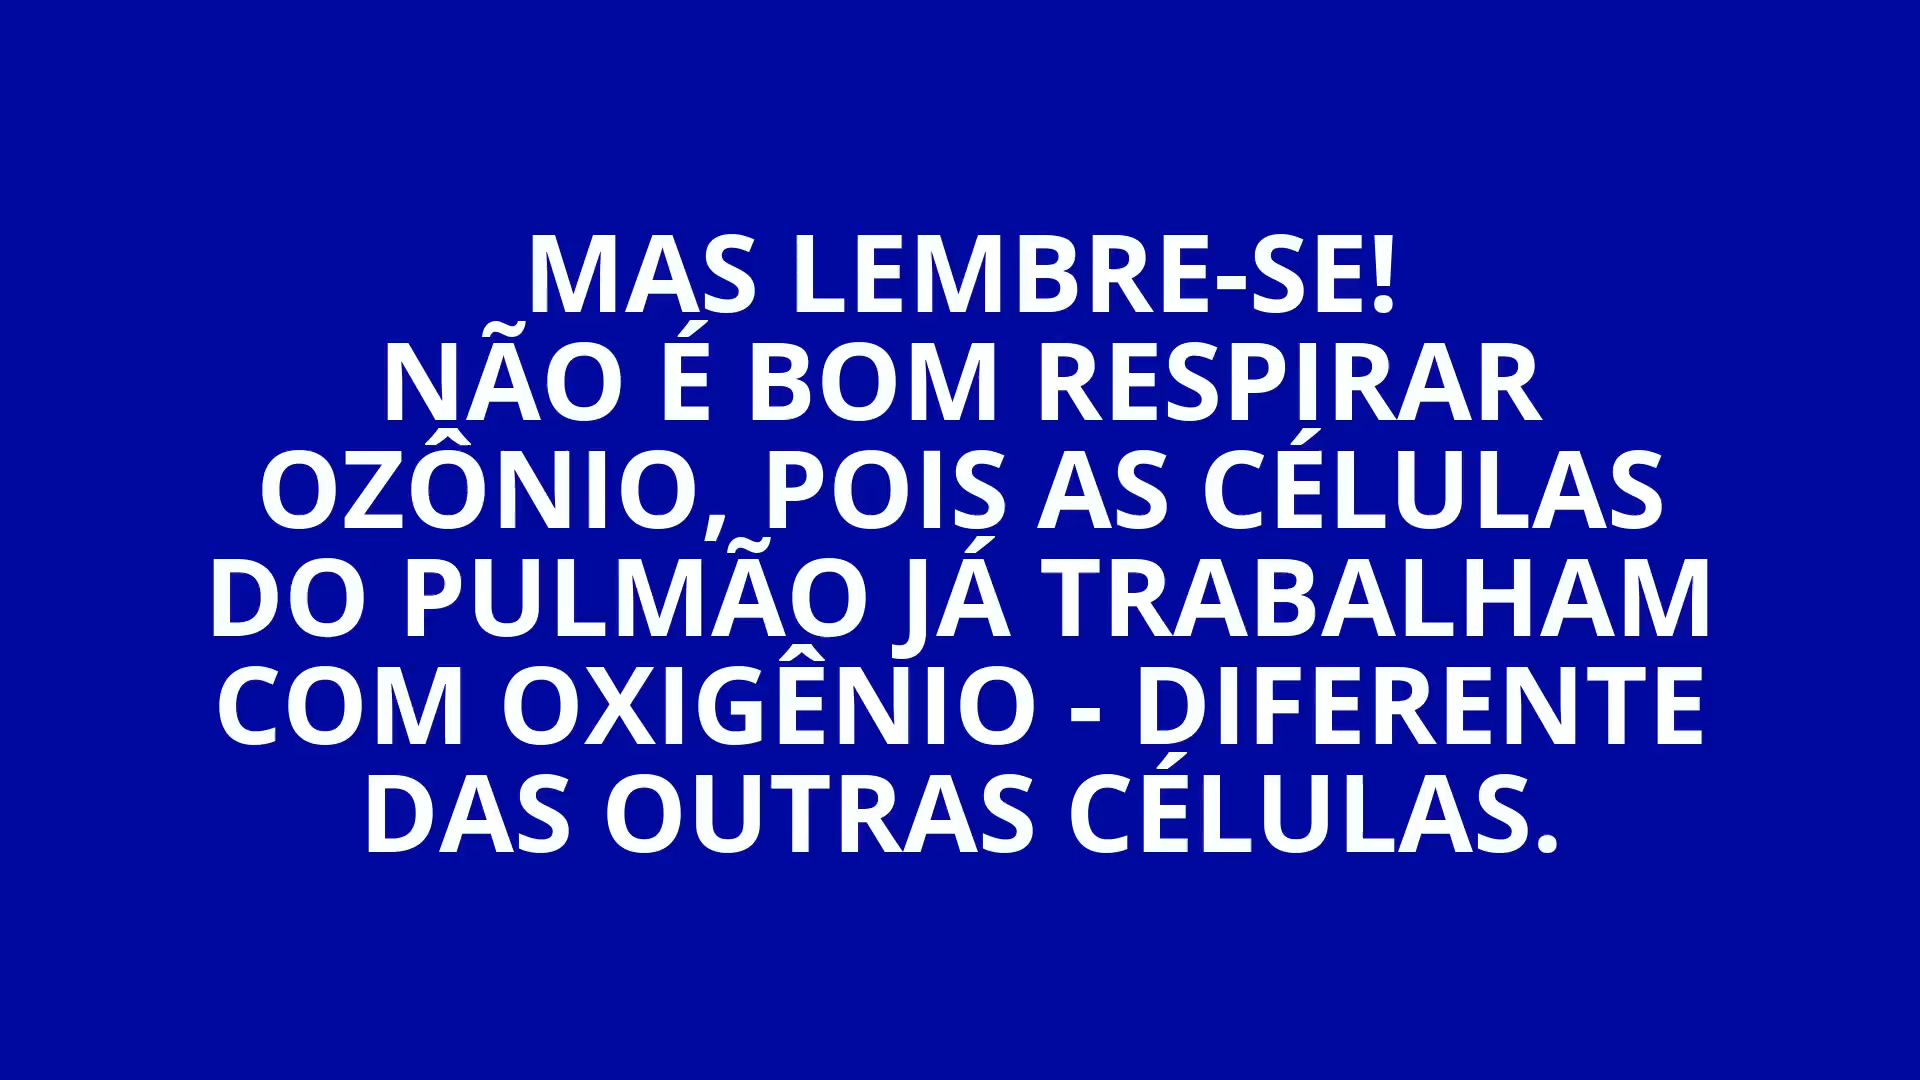 MAS LEMBRE-SE!
NÃO É BOM RESPIRAR
OZÔNIO, POIS AS CÉLULAS
DO PULMÃO JÁ TRABALHAM
COM OXIGÊNIO - DIFERENTE
DAS OUTRAS CÉLULAS.